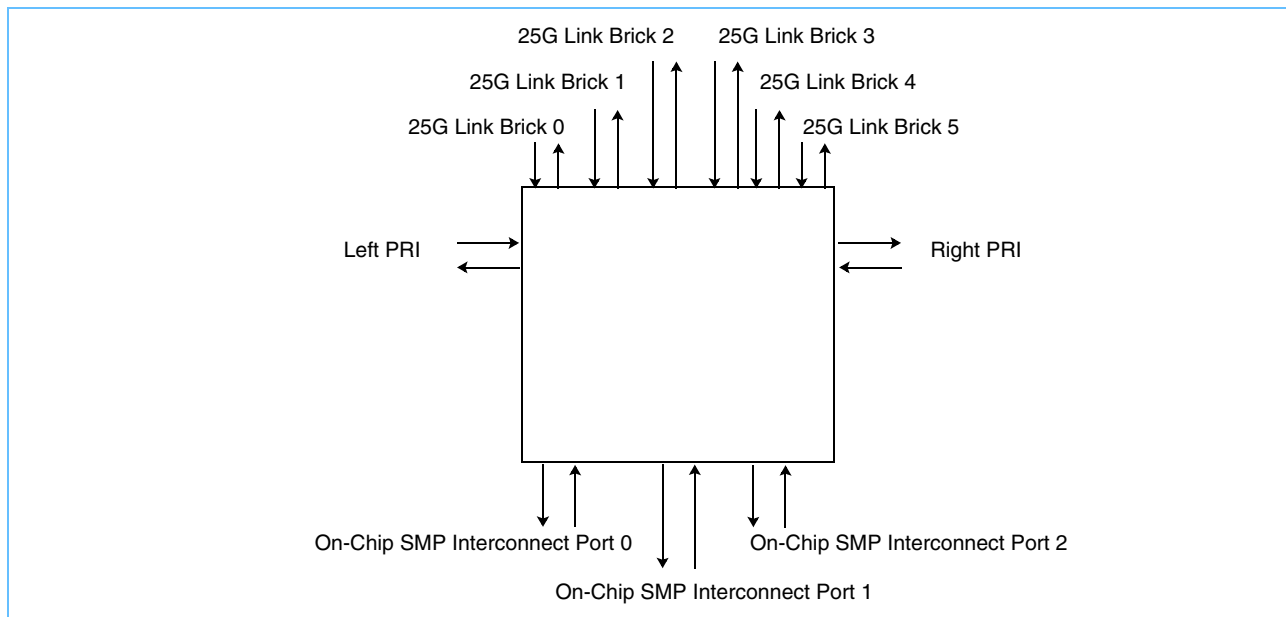 25G Link Brick 2
25G Link Brick 3
25G Link Brick 1
25G Link Brick 4
25G Link Brick 0
25G Link Brick 5
Left PRI
Right PRI
On-Chip SMP Interconnect Port 0
On-Chip SMP Interconnect Port 2
On-Chip SMP Interconnect Port 1